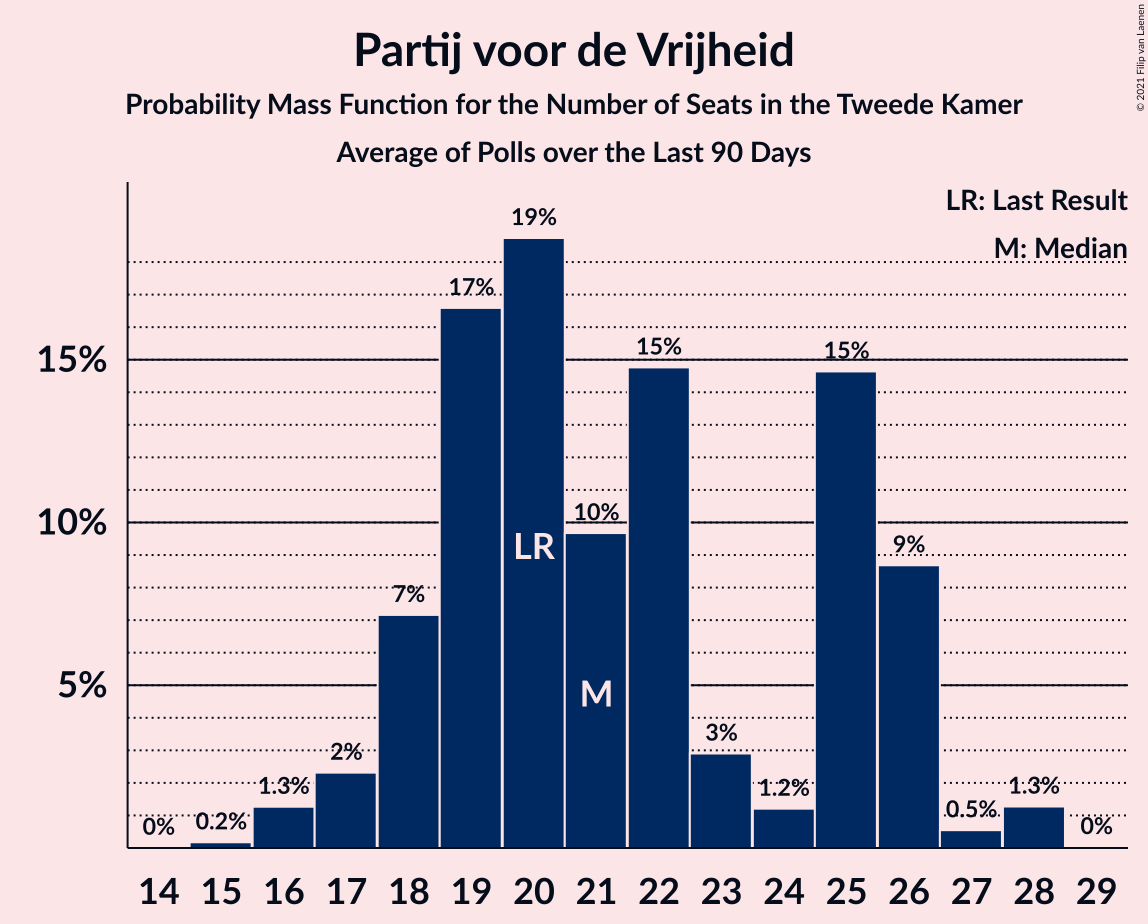 Partij voor de Vrijheid
Probability Mass Function for the Number of Seats in the Tweede Kamer
Average of Polls over the Last 90 Days
© 2021 Filip van Laenen
LR: Last Result
M: Median
19%
17%
15%
15%
15%
10%
10%
LR
9%
7%
5%
M
3%
2%
1.3%
1.2%
1.3%
0%
0.2%
0.5%
0%
14 15 16 17 18 19 20 21 22 23 24 25 26 27 28 29